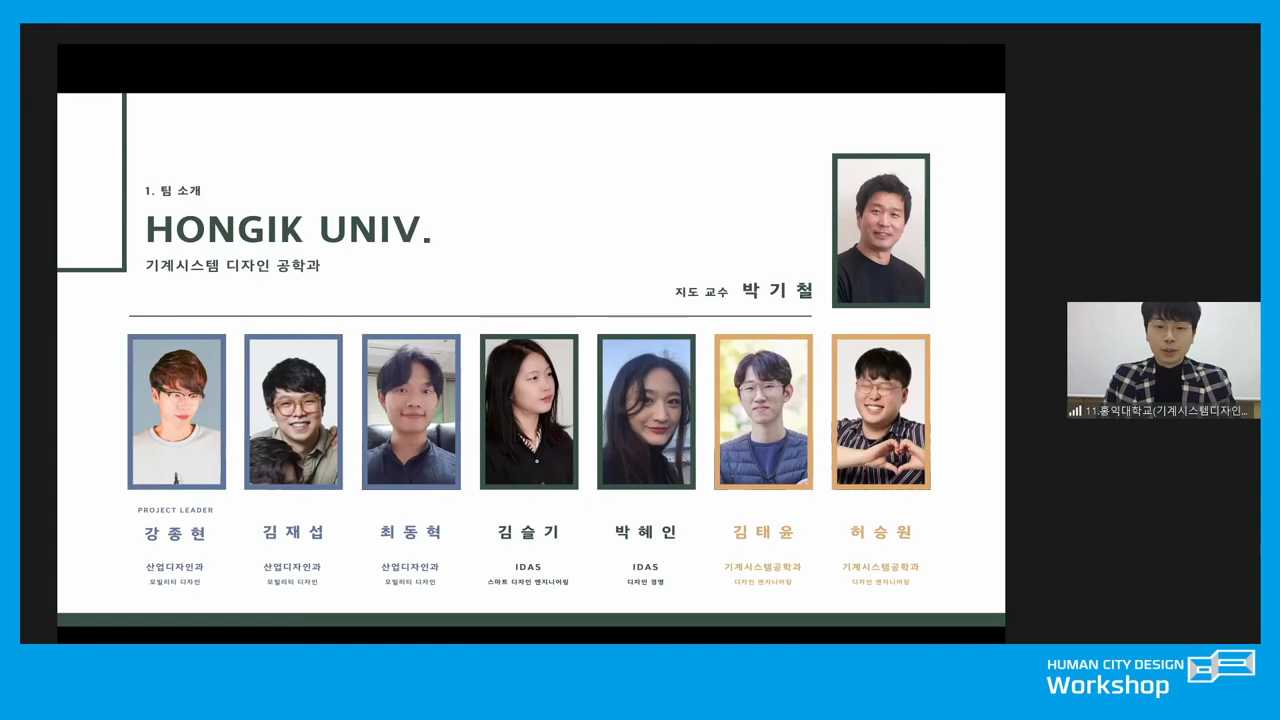 1. 팀 소개
HONGIK UNIV.
기계시스템 디자인 공학과
지도 교수 박 기 철
PROJECT LEADER
강 종 현
산업디자인과
모빌리티 디자인
김 재 섭
산업디자인과
모빌리티 디자인
최 동 혁
산업디자인과
모빌리티 디자인
김 슬 기
IDAS
스마트 디자인 엔지니어링
박 혜 인
IDAS
디자인 경영
김 태 윤
기계시스템공학과
디자인 엔지니어링
허 승 원
기계시스템공학과
디자인 엔지니어링
11.홍익대학교(기계시스템디자인...
HUMAN CITY DESIGN
Workshop